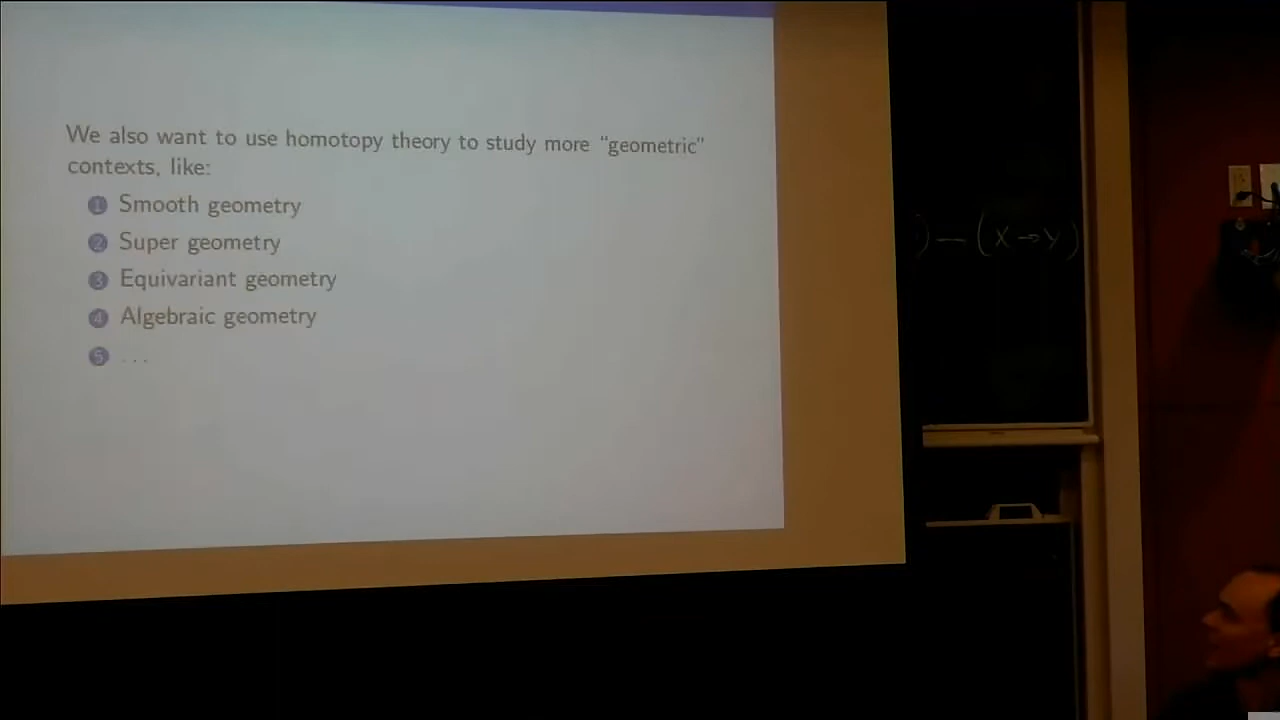 We also want to use homotopy theory to study more “geometric”
contexts, like:
1 Smooth geometry
2 Super geometry
3 Equivariant geometry
4 Algebraic geometry
5 ...
) — (X → Y)